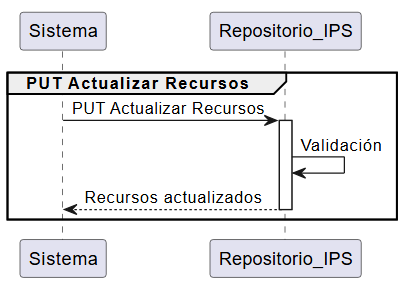 Sistema
Repositorio_IPS
PUT Actualizar Recursos
PUT Actualizar Recursos
Validación
Recursos actualizados
Sistema
Repositorio_IPS